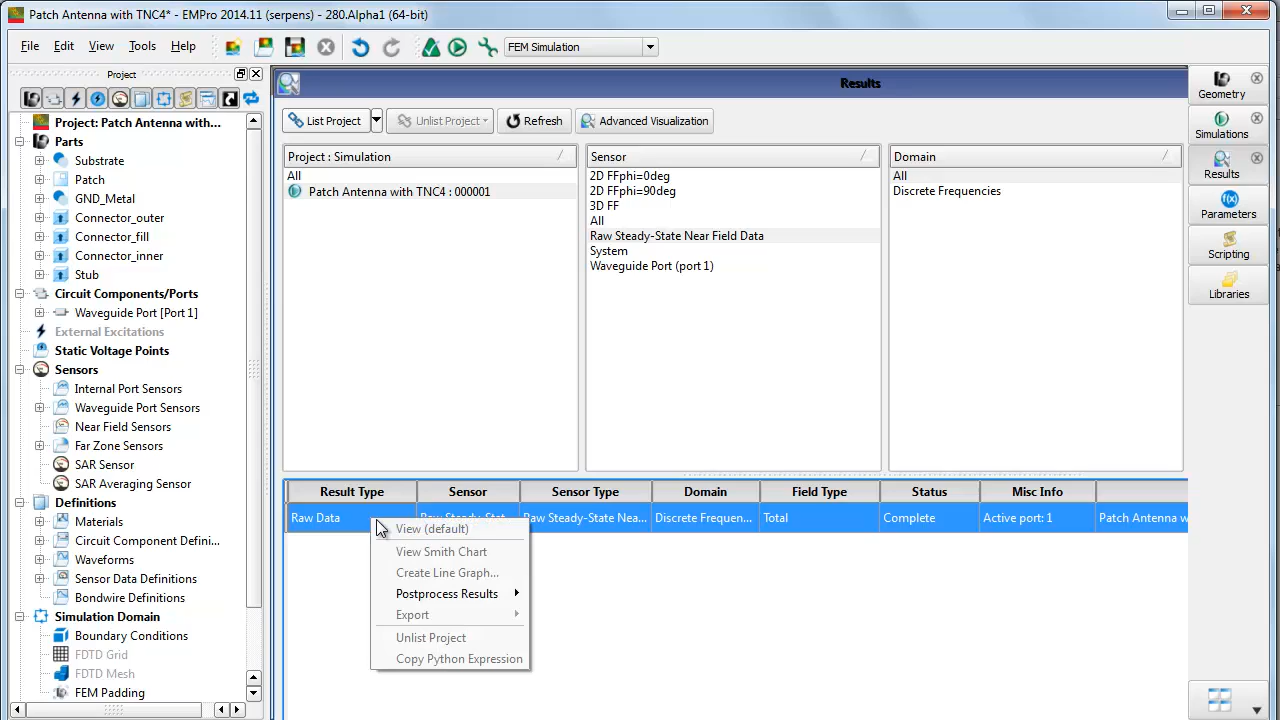 Patch Antenna with TNC4* - EMPro 2014.11 (serpens) - 280.Alpha1 (64-bit)
File Edit View Tools Help FEM Simulation
Project
Results
Project: Patch Antenna with...
Parts
Substrate
Patch
GND_Metal
Connector_outer
Connector_fill
Connector_inner
Stub
Circuit Components/Ports
Waveguide Port [Port 1]
External Excitations
Static Voltage Points
Sensors
Internal Port Sensors
Waveguide Port Sensors
Near Field Sensors
Far Zone Sensors
SAR Sensor
SAR Averaging Sensor
Definitions
Materials
Circuit Component Defini...
Waveforms
Sensor Data Definitions
Bondwire Definitions
Simulation Domain
Boundary Conditions
FDTD Grid
FDTD Mesh
FEM Padding
List Project Unlist Project Refresh Advanced Visualization
Project : Simulation
All
Patch Antenna with TNC4 : 000001
Sensor
2D FFphi=0deg
2D FFphi=90deg
3D FF
All
Raw Steady-State Near Field Data
System
Waveguide Port (port 1)
Domain
All
Discrete Frequencies
Result Type Sensor Sensor Type Domain Field Type Status Misc Info
Raw Data Raw Steady-Stat... Raw Steady-State Nea... Discrete Frequen... Total Complete Active port: 1 Patch Antenna w
View (default)
View Smith Chart
Create Line Graph...
Postprocess Results
Export
Unlist Project
Copy Python Expression
Geometry
Simulations
Results
Parameters
f(x)
Scripting
Libraries